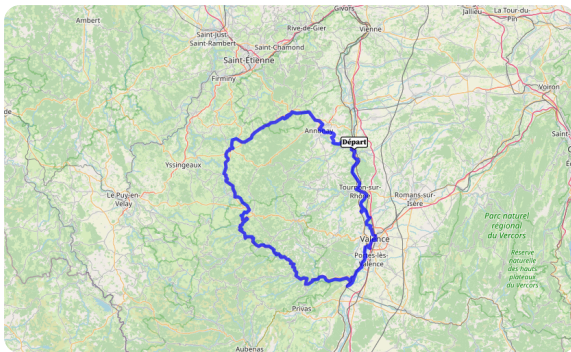 Givors
Jallieu
La Tour-du-
Pin
Ambert
Rive-de-Gier
Vienne
Saint-Just
Saint-Rambert
Saint-Chamond
Saint-Étienne
Firminy
Voiron
Annonay
Saint-
Départ
Yssingeaux
Le-Puy-en-
Velay
Tournon-sur-
Rhône
Romans-sur-
Isère
Parc naturel
régional
du Vercors
Valence
Portes-lès-
Valence
Réserve
naturelle
des hauts
plateaux
du Vercors
Privas
Aubenas